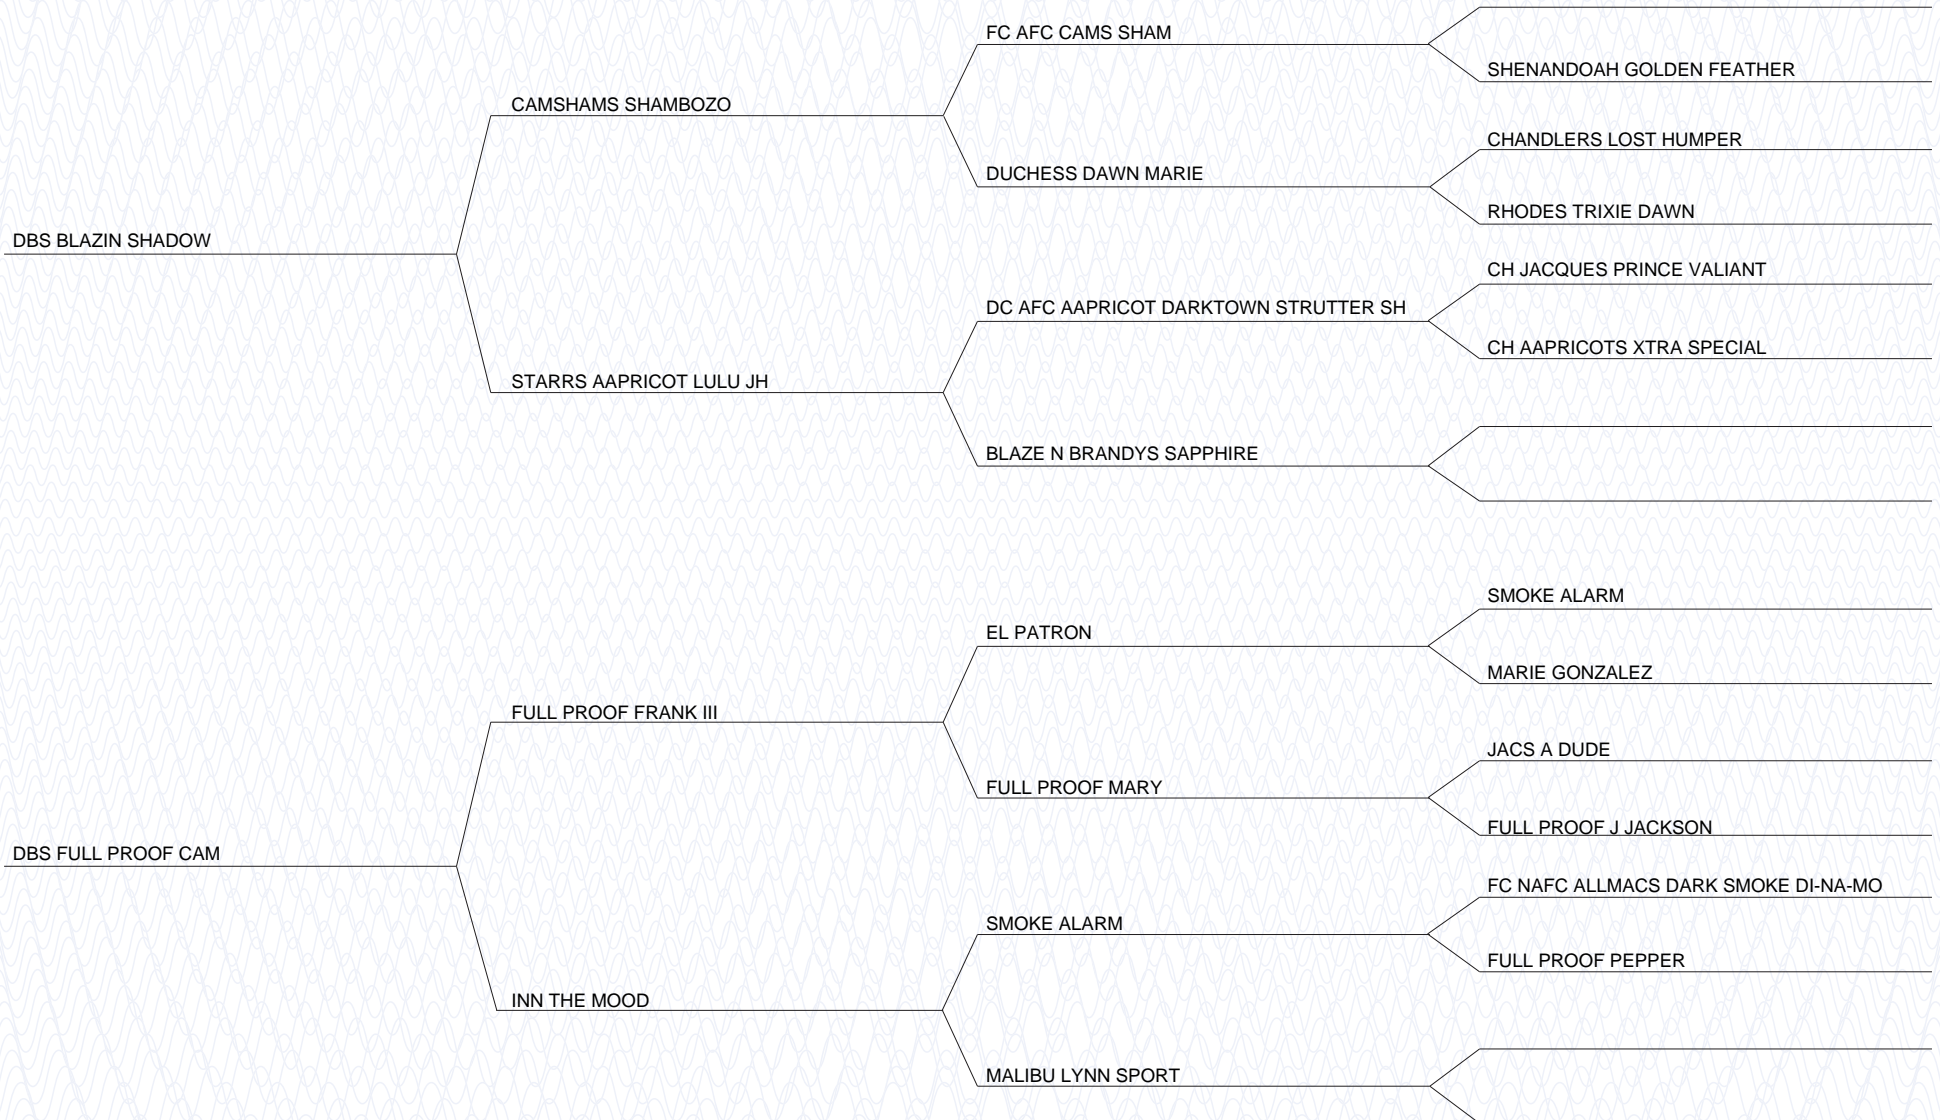 FC AFC CAMS SHAM
SHENANDOAH GOLDEN FEATHER
CAMSHAMS SHAMBOZO
CHANDLERS LOST HUMPER
DUCHESS DAWN MARIE
RHODES TRIXIE DAWN
DBS BLAZIN SHADOW
CH JACQUES PRINCE VALIANT
DC AFC AAPRICOT DARKTOWN STRUTTER SH
CH AAPRICOTS XTRA SPECIAL
STARRS AAPRICOT LULU JH
BLAZE N BRANDYS SAPPHIRE
SMOKE ALARM
EL PATRON
MARIE GONZALEZ
FULL PROOF FRANK III
JACS A DUDE
FULL PROOF MARY
FULL PROOF J JACKSON
DBS FULL PROOF CAM
FC NAFC ALLMACS DARK SMOKE DI-NA-MO
SMOKE ALARM
FULL PROOF PEPPER
INN THE MOOD
MALIBU LYNN SPORT